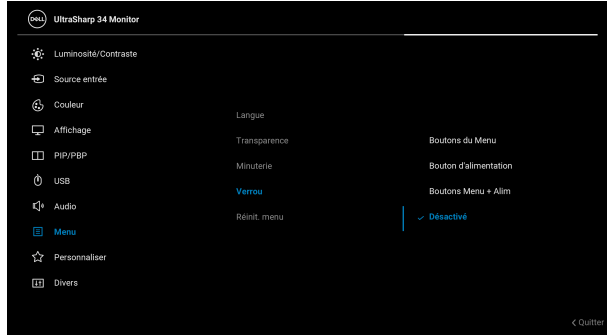 DELL
UltraSharp 34 Monitor
Luminosité/Contraste
Source entrée
Couleur
Affichage
PIP/PBP
USB
Audio
Menu
Personnaliser
Divers
Langue
Transparence
Minuterie
Verrou
Réinit. menu
Boutons du Menu
Bouton d'alimentation
Boutons Menu + Alim
Désactivé
Quitter